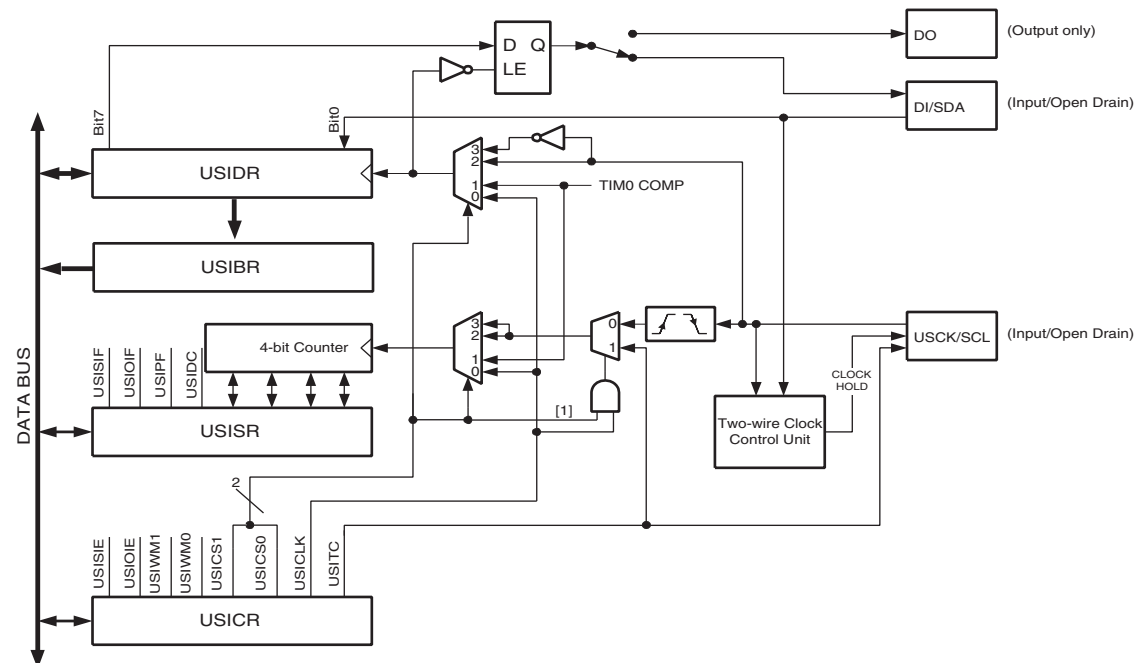 D Q
LE
DO
(Output only)
DI/SDA
(Input/Open Drain)
Bit7
Bit0
USIDR
3
2
1
0
TIM0 COMP
USIBR
DATA BUS
4-bit Counter
3
2
1
0
0
1
USCK/SCL
(Input/Open Drain)
CLOCK
HOLD
USISIF
USIOIF
USIPF
USIDC
[1]
USISR
Two-wire Clock
Control Unit
2
USISIE
USIOIE
USIWM1
USIWM0
USICS1
USICS0
USICLK
USITC
USICR